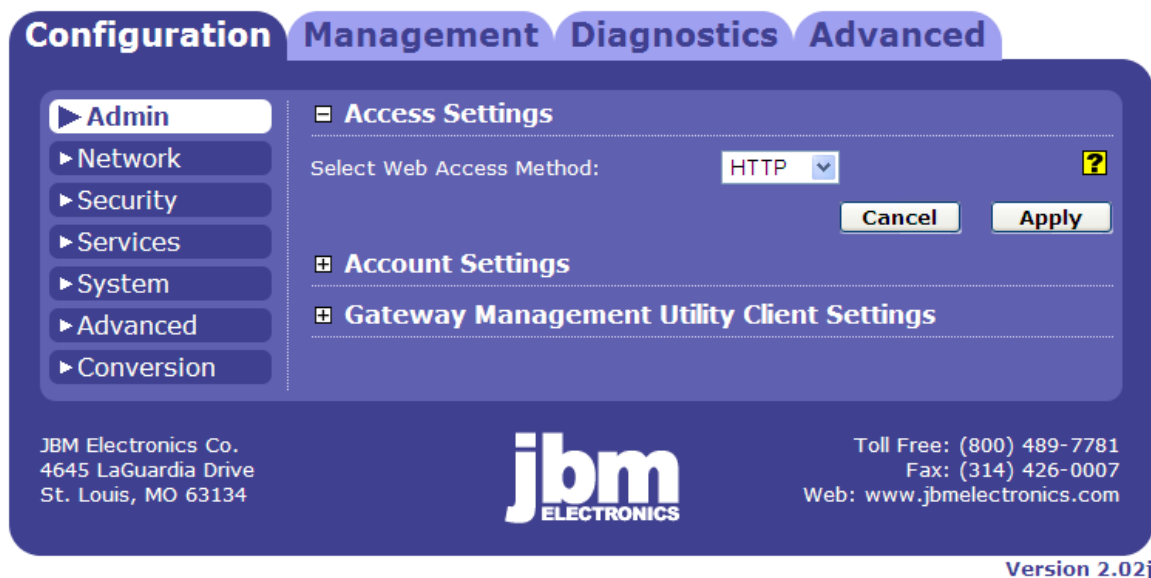 Configuration Management Diagnostics Advanced
Admin
Network
Security
Services
System
Advanced
Conversion
Access Settings
Select Web Access Method: HTTP ?
Cancel Apply
Account Settings
Gateway Management Utility Client Settings
JBM Electronics Co.
4645 LaGuardia Drive
St. Louis, MO 63134
jbm
ELECTRONICS
Toll Free: (800) 489-7781
Fax: (314) 426-0007
Web: www.jbmelectronics.com
Version 2.02j